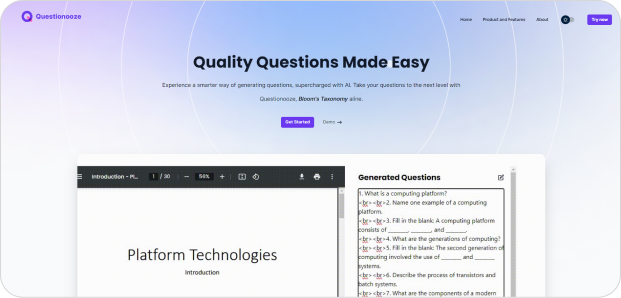 Questionooze
Home Product and Features About Try now
Quality Questions Made Easy
Experience a smarter way of generating questions, supercharged with AI. Take your questions to the next level with
Questionooze, Bloom's Taxonomy aline.
Get Started Demo →
Introduction - Pl... 1 / 30 − 56% +
Generated Questions
Platform Technologies
Introduction
1. What is a computing platform?
<br><br>2. Name one example of a computing
platform.
<br><br>3. Fill in the blank: A computing platform
consists of _______, _______, and _______.
<br><br>4. What are the generations of computing?
<br><br>5. Fill in the blank: The second generation of
computing involved the use of _______ and _______
systems.
<br><br>6. Describe the process of transistors and
batch systems.
<br><br>7. What are the components of a modern